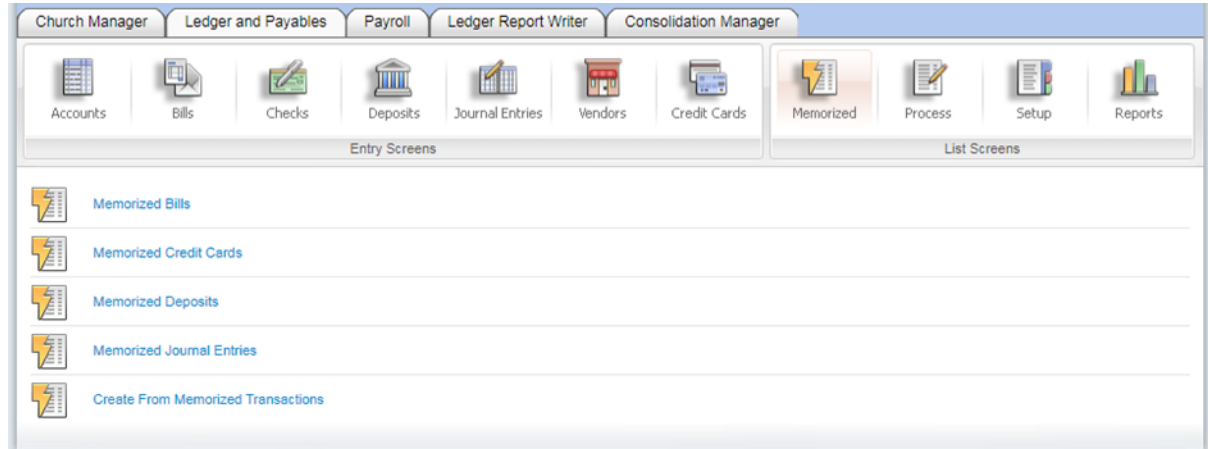 Church Manager Ledger and Payables Payroll Ledger Report Writer Consolidation Manager
Accounts Bills Checks Deposits Journal Entries Vendors Credit Cards Memorized Process Setup Reports
Entry Screens List Screens
Memorized Bills
Memorized Credit Cards
Memorized Deposits
Memorized Journal Entries
Create From Memorized Transactions